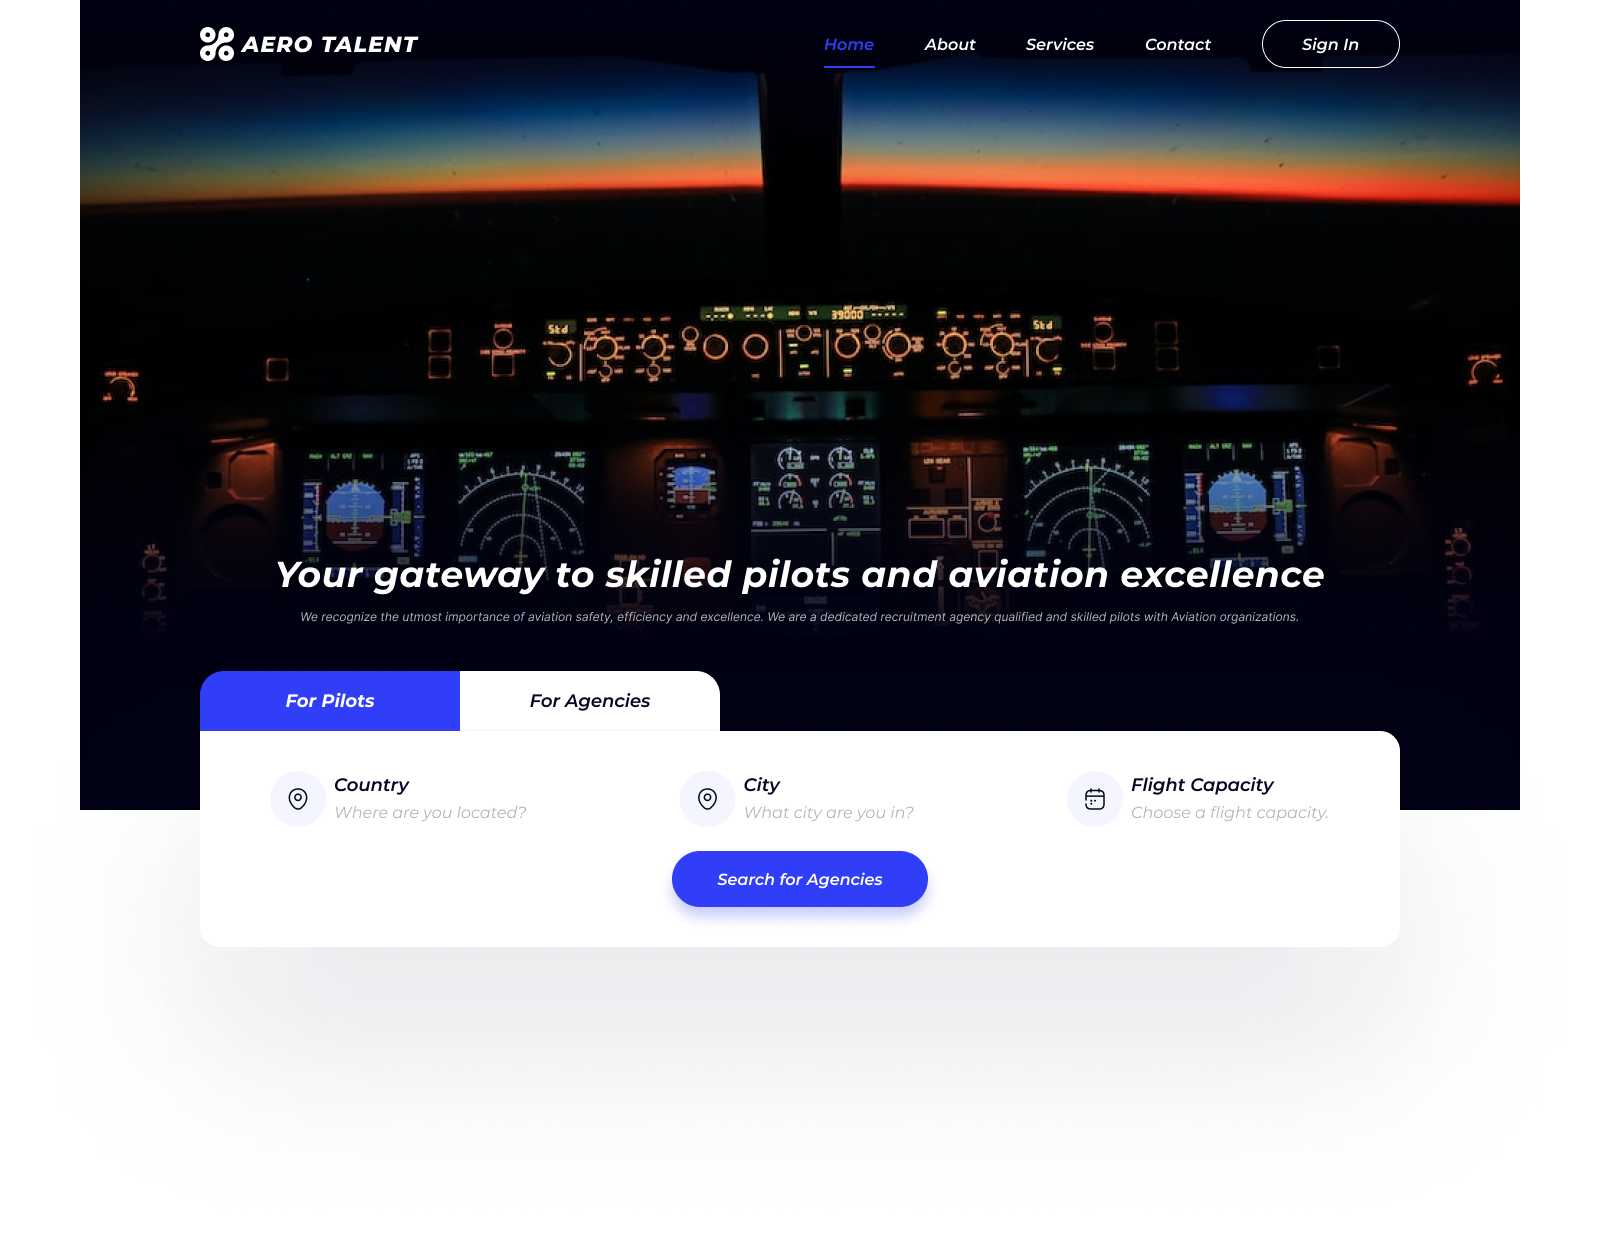 AERO TALENT
Home
About
Services
Contact
Sign In
Std
39000
Std
Your gateway to skilled pilots and aviation excellence
We recognize the utmost importance of aviation safety, efficiency and excellence. We are a dedicated recruitment agency qualified and skilled pilots with Aviation organizations.
For Pilots
For Agencies
Country
Where are you located?
City
What city are you in?
Flight Capacity
Choose a flight capacity.
Search for Agencies